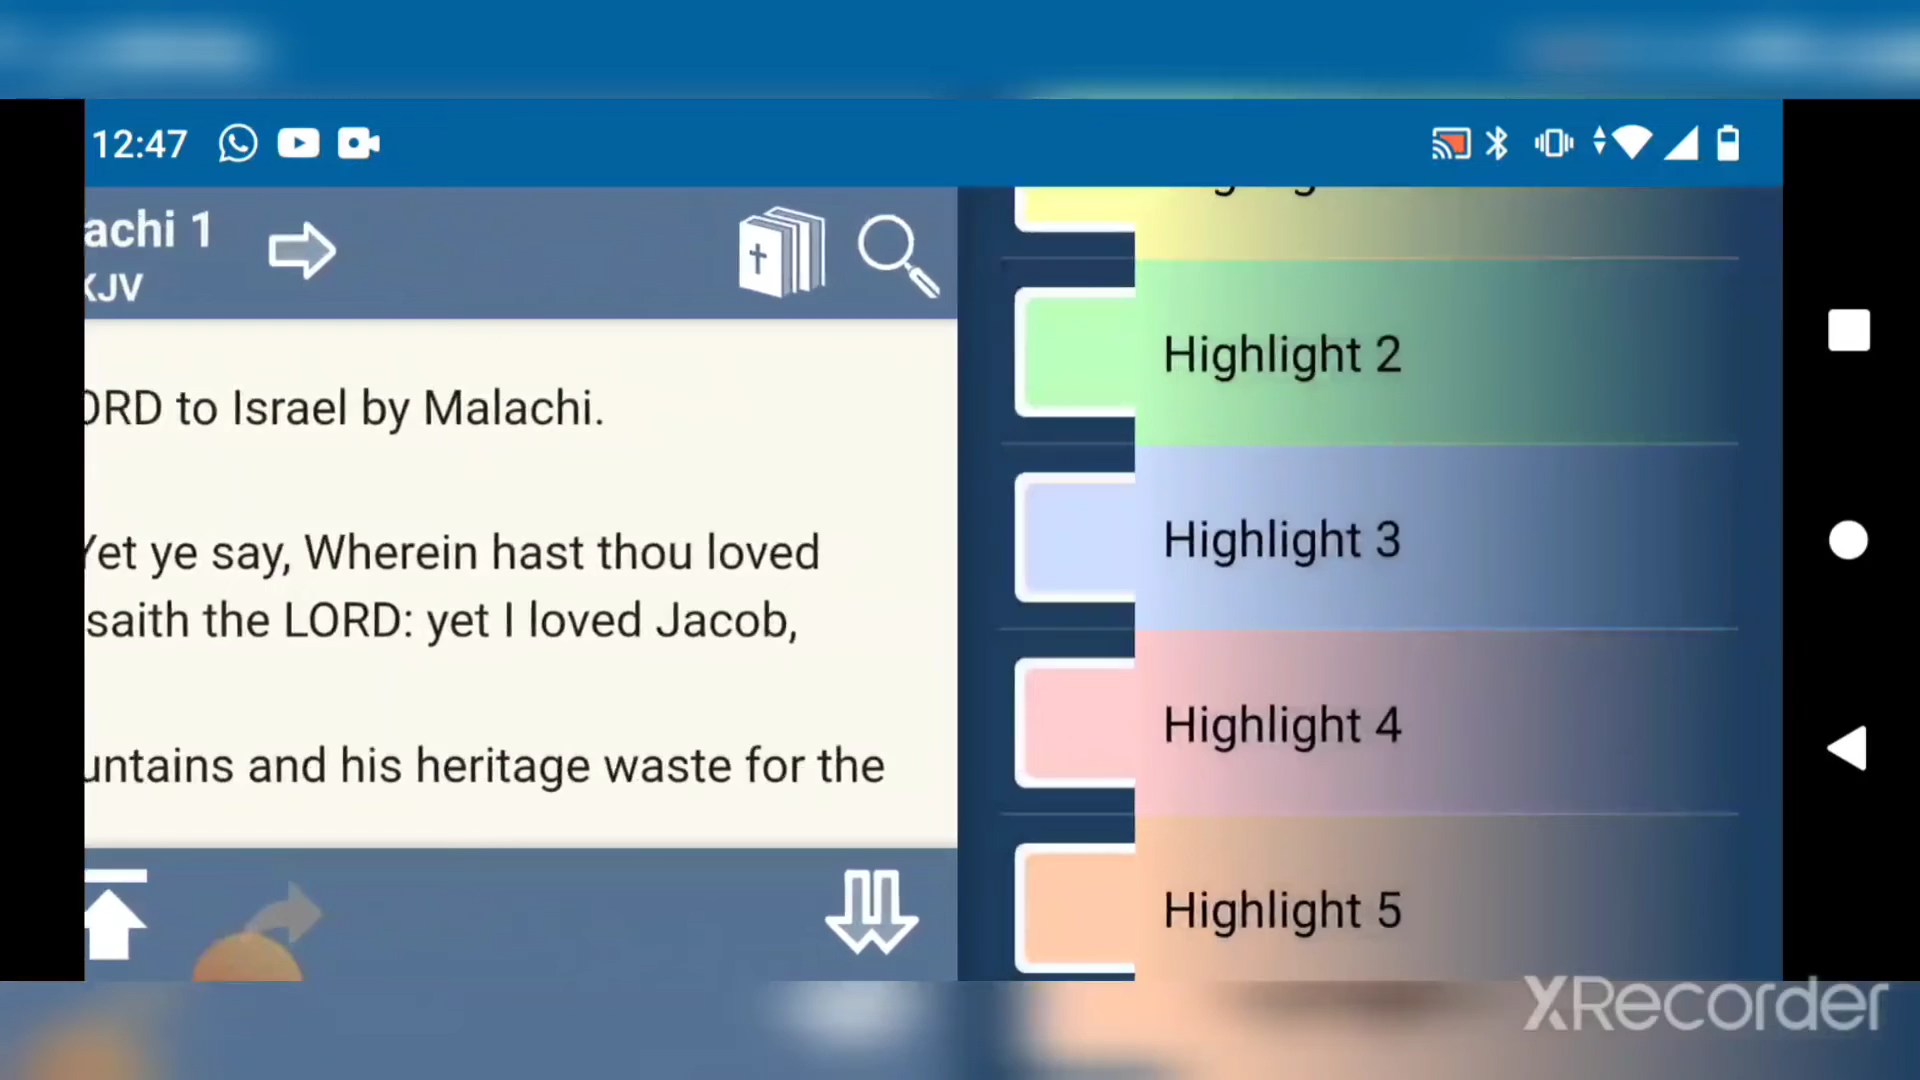 12:47
achi 1
KJV
ORD to Israel by Malachi.
Yet ye say, Wherein hast thou loved
saith the LORD: yet I loved Jacob,
untains and his heritage waste for the
Highlight 2
Highlight 3
Highlight 4
Highlight 5
XRecorder